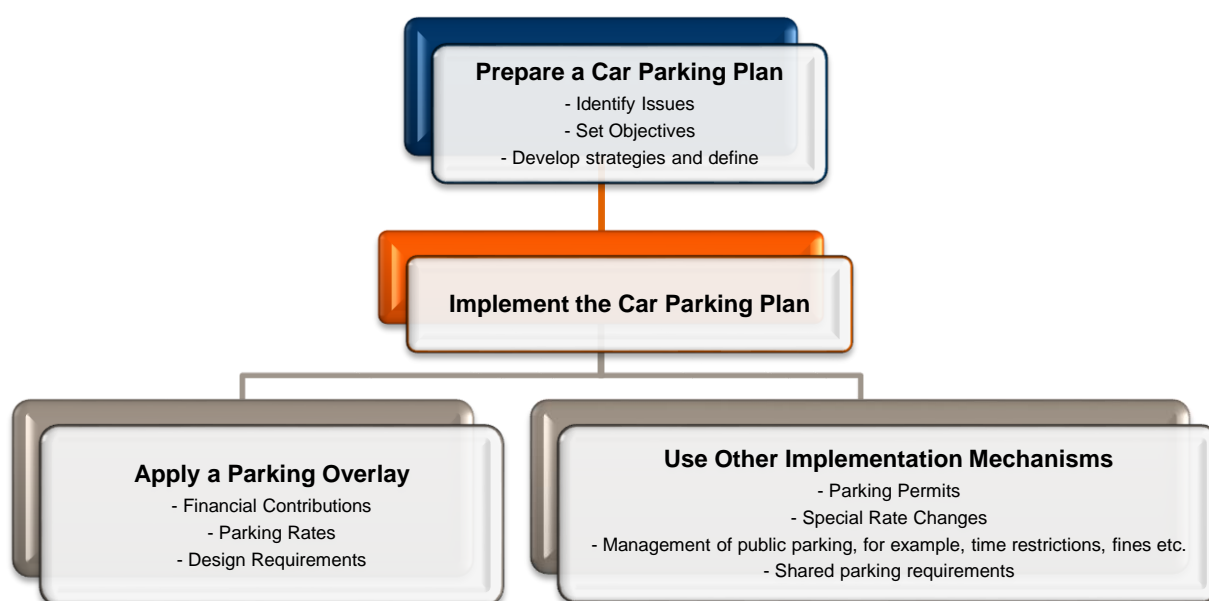 Prepare a Car Parking Plan
- Identify Issues
- Set Objectives
- Develop strategies and define
Implement the Car Parking Plan
Apply a Parking Overlay
- Financial Contributions
- Parking Rates
- Design Requirements
Use Other Implementation Mechanisms
- Parking Permits
- Special Rate Changes
- Management of public parking, for example, time restrictions, fines etc.
- Shared parking requirements